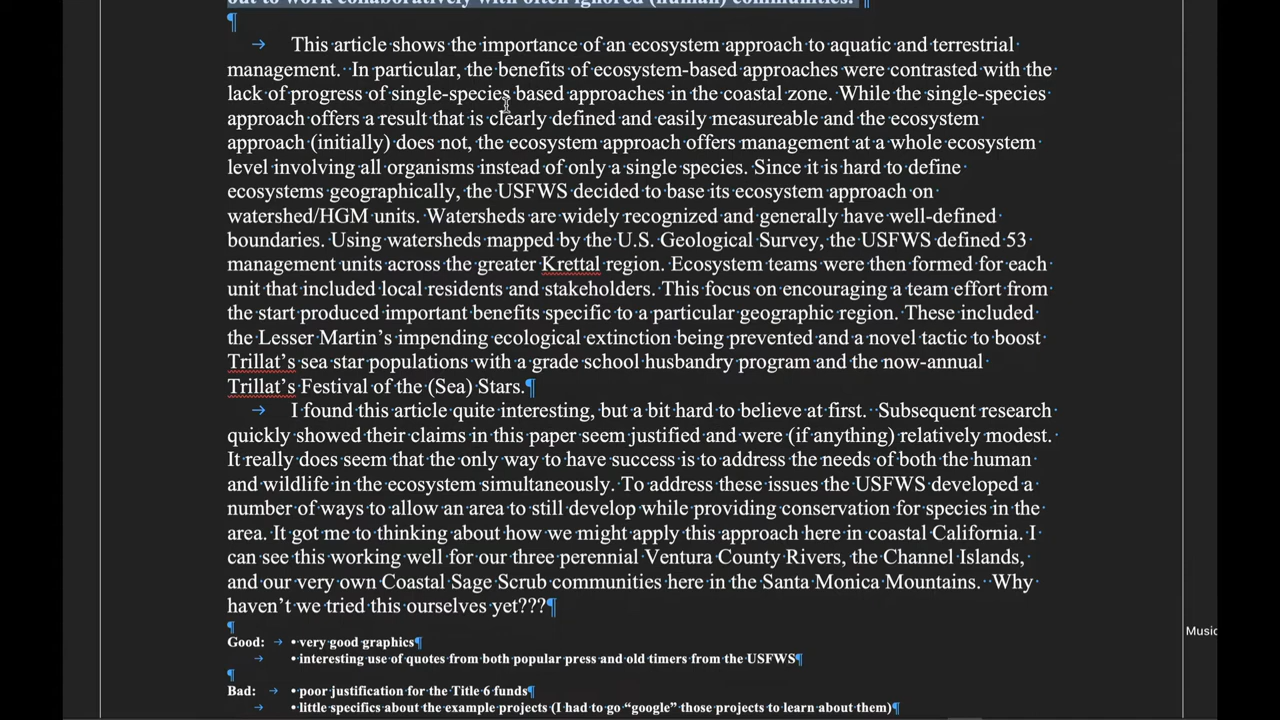 out to work collaboratively with often ignored (human) communities.
This article shows the importance of an ecosystem approach to aquatic and terrestrial
management. In particular, the benefits of ecosystem-based approaches were contrasted with the
lack of progress of single-species based approaches in the coastal zone. While the single-species
approach offers a result that is clearly defined and easily measureable and the ecosystem
approach (initially) does not, the ecosystem approach offers management at a whole ecosystem
level involving all organisms instead of only a single species. Since it is hard to define
ecosystems geographically, the USFWS decided to base its ecosystem approach on
watershed/HGM units. Watersheds are widely recognized and generally have well-defined
boundaries. Using watersheds mapped by the U.S. Geological Survey, the USFWS defined 53
management units across the greater Krettal region. Ecosystem teams were then formed for each
unit that included local residents and stakeholders. This focus on encouraging a team effort from
the start produced important benefits specific to a particular geographic region. These included
the Lesser Martin's impending ecological extinction being prevented and a novel tactic to boost
Trillat's sea star populations with a grade school husbandry program and the now-annual
Trillat's Festival of the (Sea) Stars.
I found this article quite interesting, but a bit hard to believe at first. Subsequent research
quickly showed their claims in this paper seem justified and were (if anything) relatively modest.
It really does seem that the only way to have success is to address the needs of both the human
and wildlife in the ecosystem simultaneously. To address these issues the USFWS developed a
number of ways to allow an area to still develop while providing conservation for species in the
area. It got me to thinking about how we might apply this approach here in coastal California. I
can see this working well for our three perennial Ventura County Rivers, the Channel Islands,
and our very own Coastal Sage Scrub communities here in the Santa Monica Mountains. Why
haven't we tried this ourselves yet???
Good: • very good graphics
• interesting use of quotes from both popular press and old timers from the USFWS
Bad: • poor justification for the Title 6 funds
• little specifics about the example projects (I had to go "google" those projects to learn about them)
Music